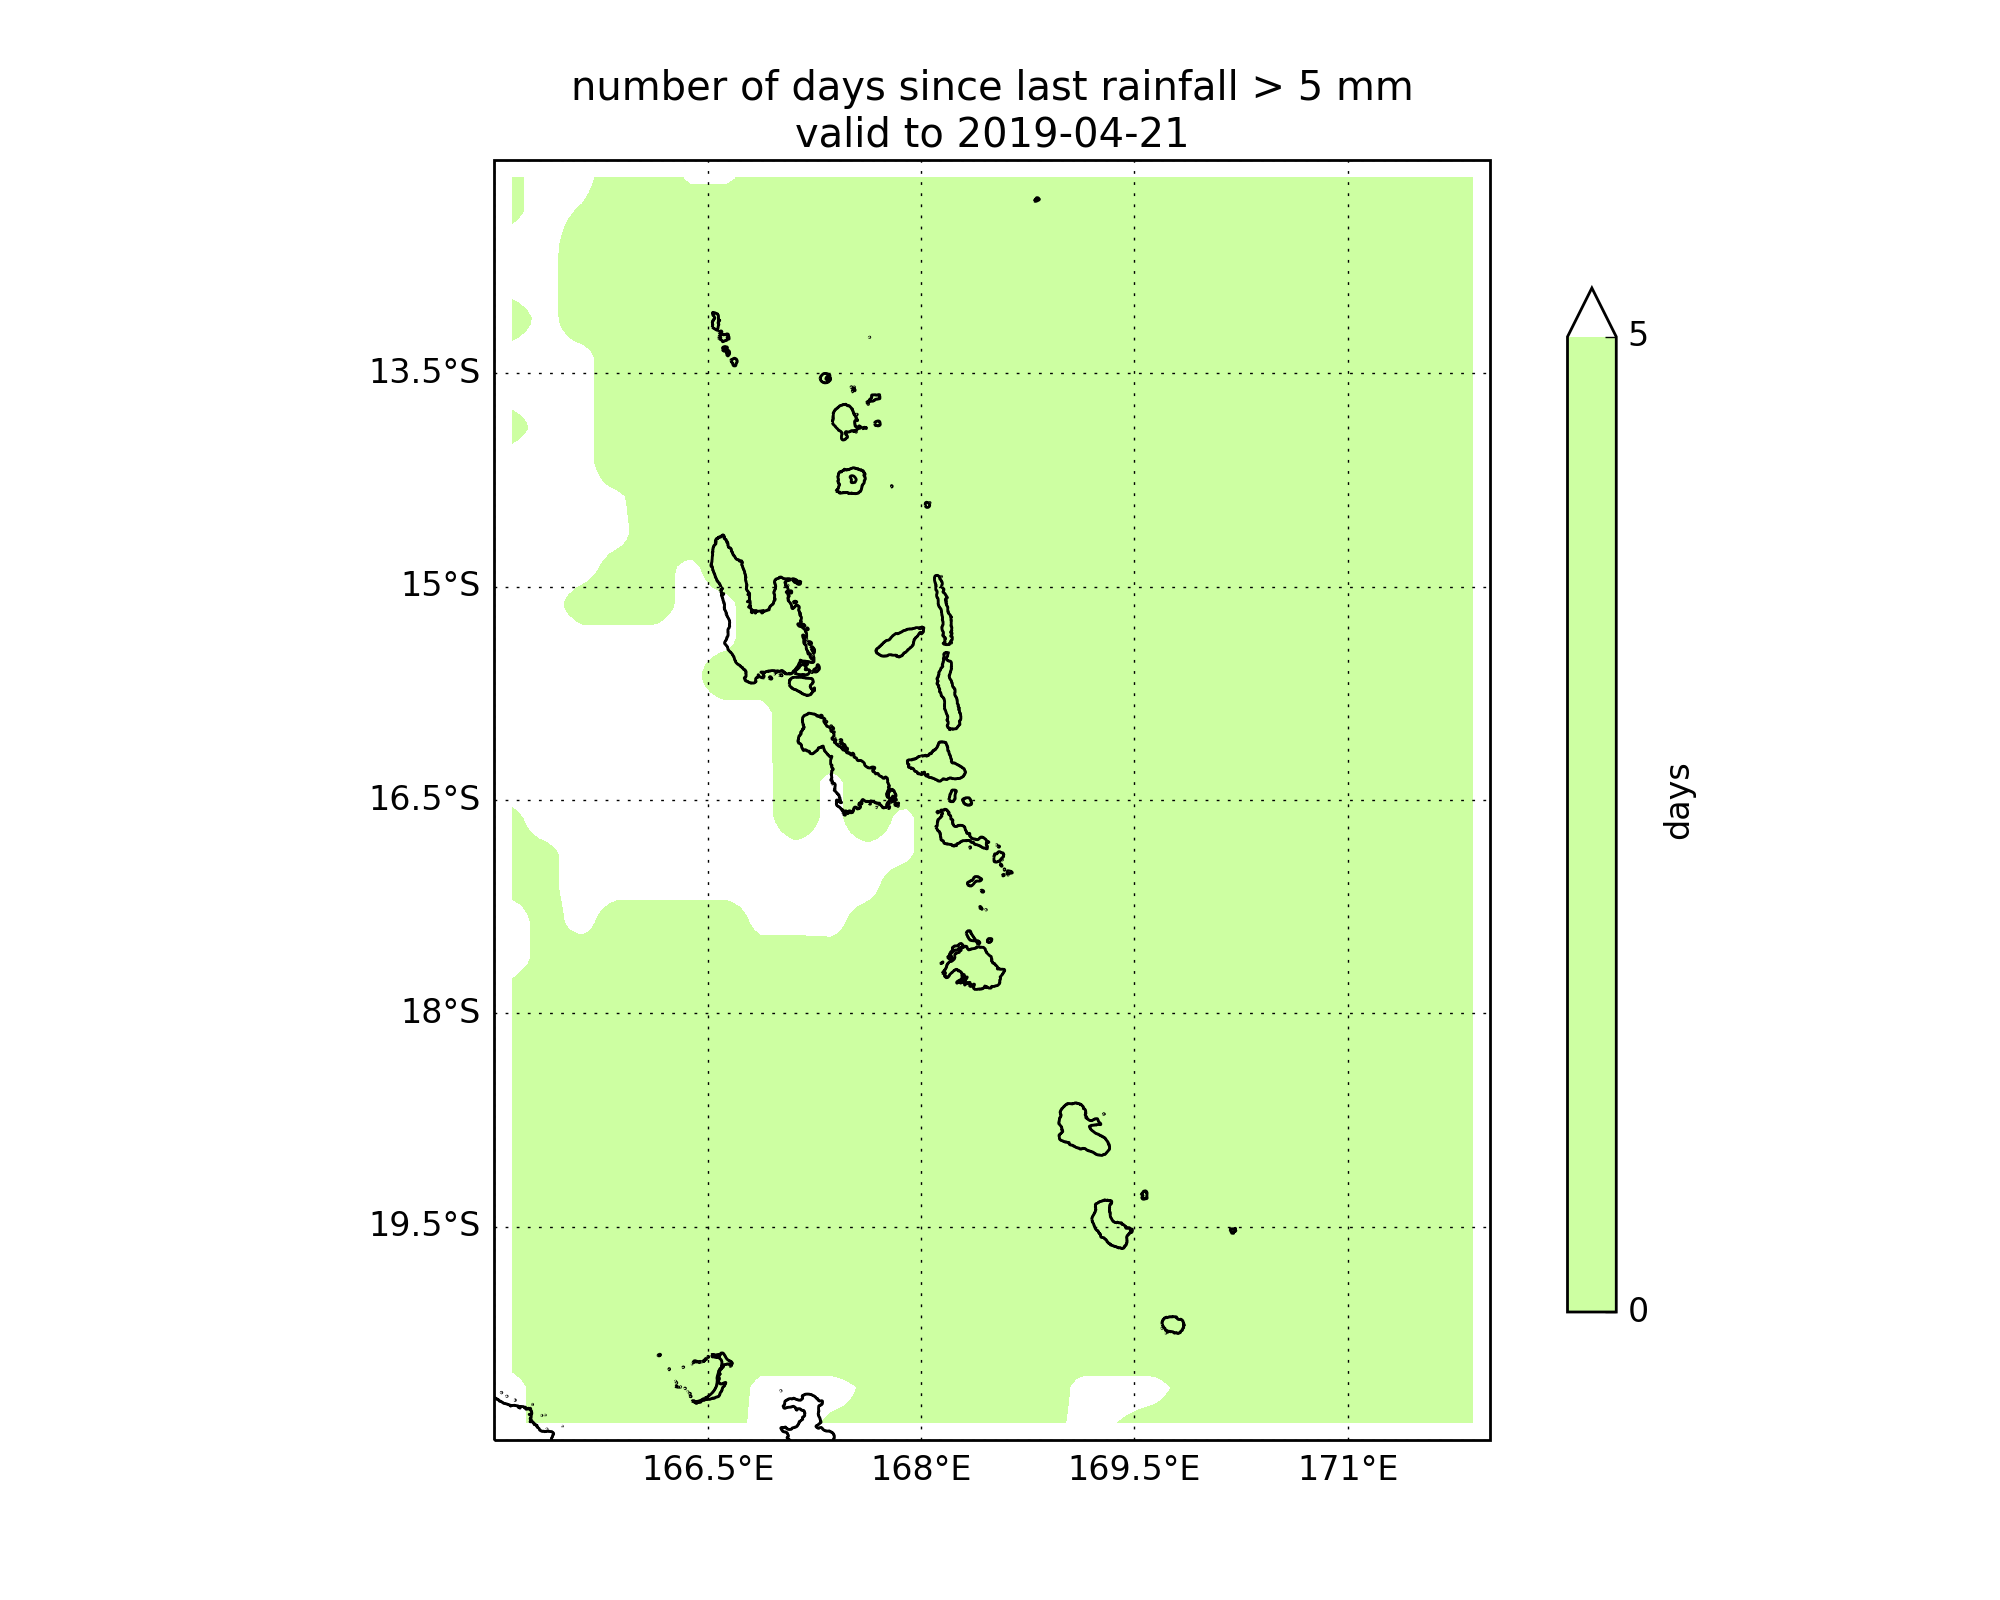 number of days since last rainfall > 5 mm
valid to 2019-04-21
13.5°S
15°S
16.5°S
18°S
19.5°S
166.5°E
168°E
169.5°E
171°E
5
0
days